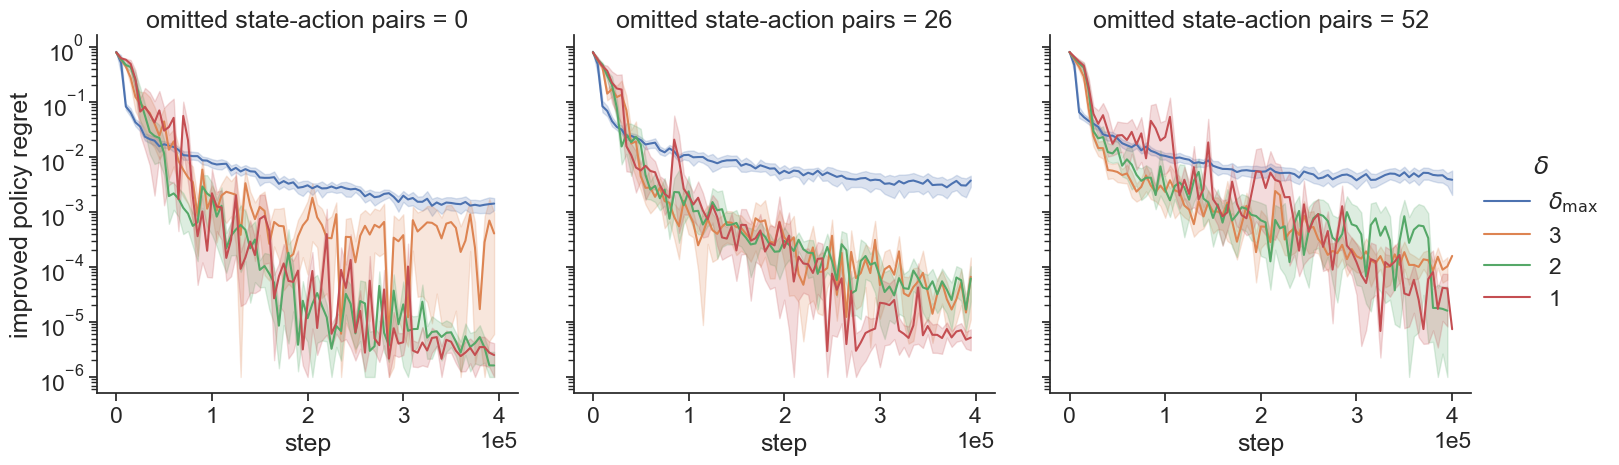 omitted state-action pairs = 0
omitted state-action pairs = 26
omitted state-action pairs = 52
improved policy regret
10⁰
10⁻¹
10⁻²
10⁻³
10⁻⁴
10⁻⁵
10⁻⁶
0 1 2 3 4
1e5
step
0 1 2 3 4
1e5
step
0 1 2 3 4
1e5
step
δ
δmax
3
2
1